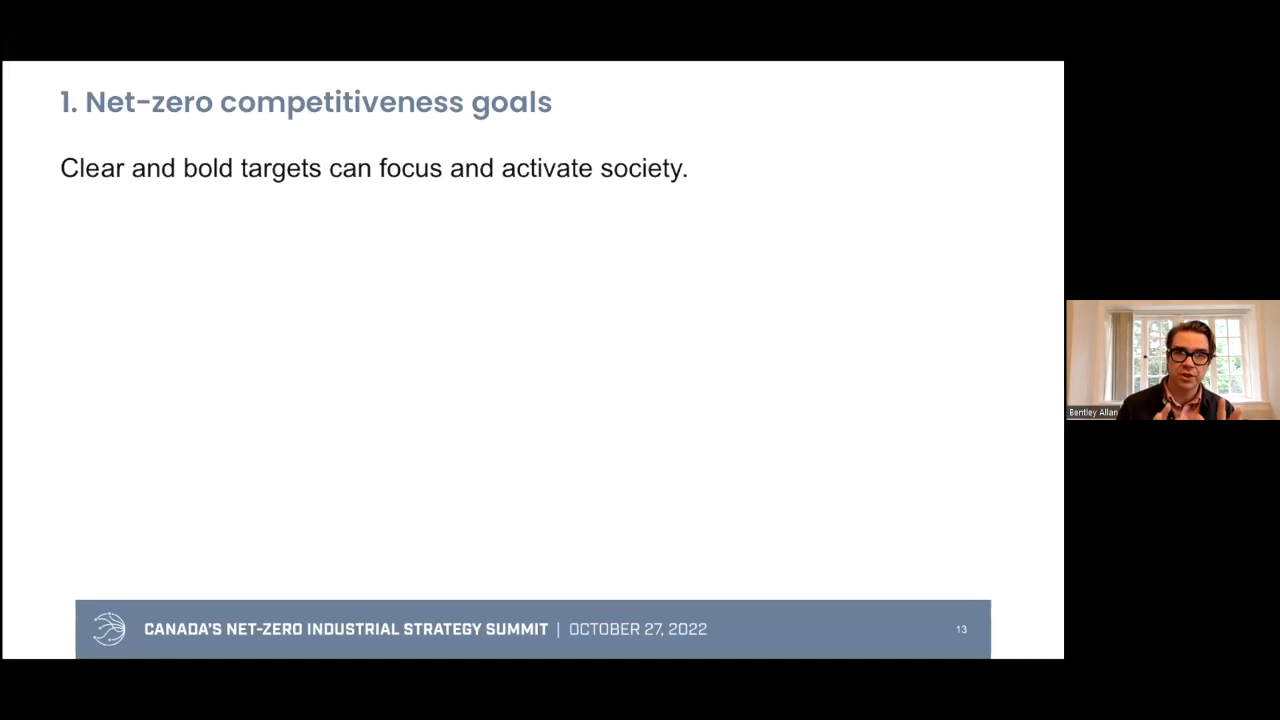 1. Net-zero competitiveness goals
Clear and bold targets can focus and activate society.
Bentley Allan
CANADA'S NET-ZERO INDUSTRIAL STRATEGY SUMMIT | OCTOBER 27, 2022
13